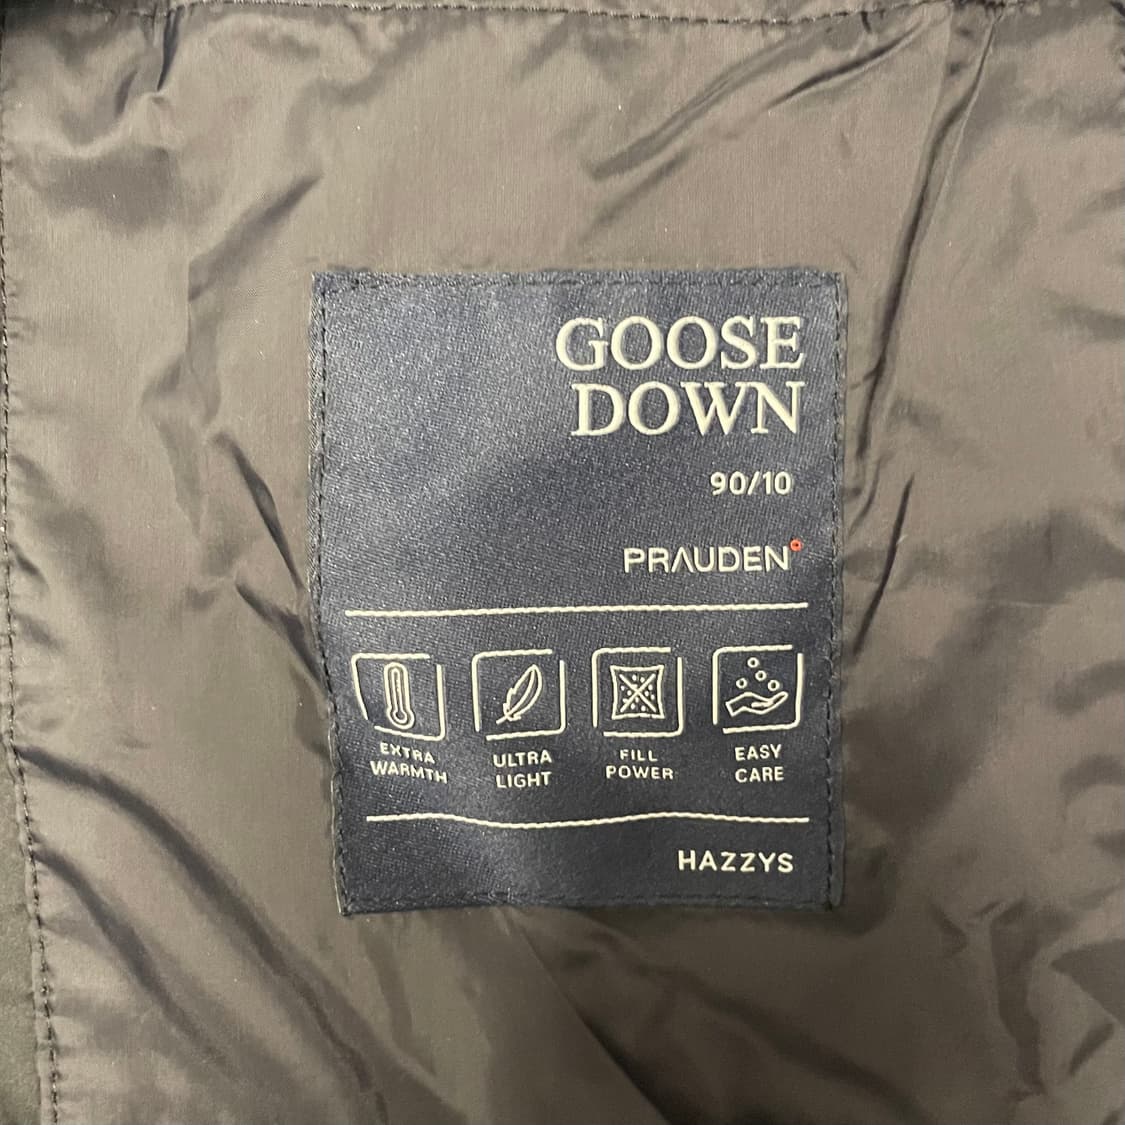 GOOSE
DOWN
90/10
PRAUDEN
EXTRA
WARMTH
ULTRA
LIGHT
FILL
POWER
EASY
CARE
HAZZYS